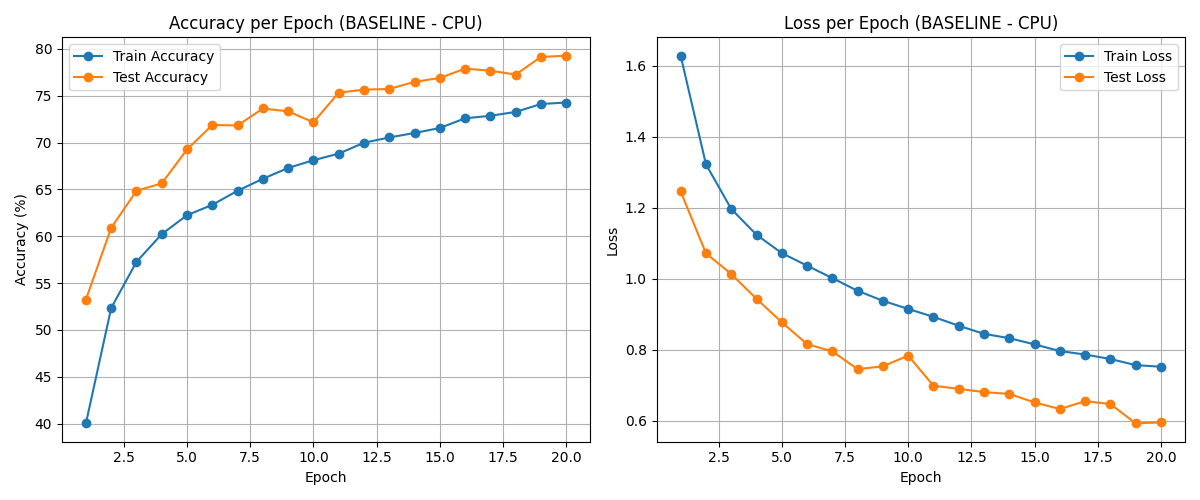 Accuracy per Epoch (BASELINE - CPU)
Train Accuracy
Test Accuracy
Accuracy (%)
80
75
70
65
60
55
50
45
40
2.5 5.0 7.5 10.0 12.5 15.0 17.5 20.0
Epoch
Loss per Epoch (BASELINE - CPU)
Train Loss
Test Loss
Loss
1.6
1.4
1.2
1.0
0.8
0.6
2.5 5.0 7.5 10.0 12.5 15.0 17.5 20.0
Epoch